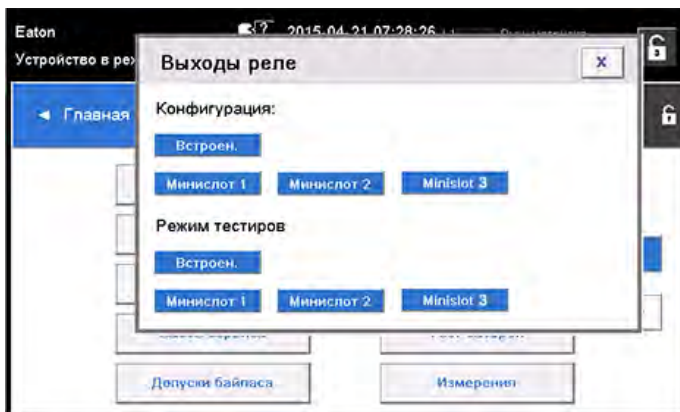 Eaton 2015-04-21 07:28:26
Устройство в реж
Выходы реле X
◄ Главная
Конфигурация:
Встроен.
Минислот 1 Минислот 2 Minislot 3
Режим тестиров
Встроен.
Минислот 1 Минислот 2 Minislot 3
Допуски байпаса Измерения